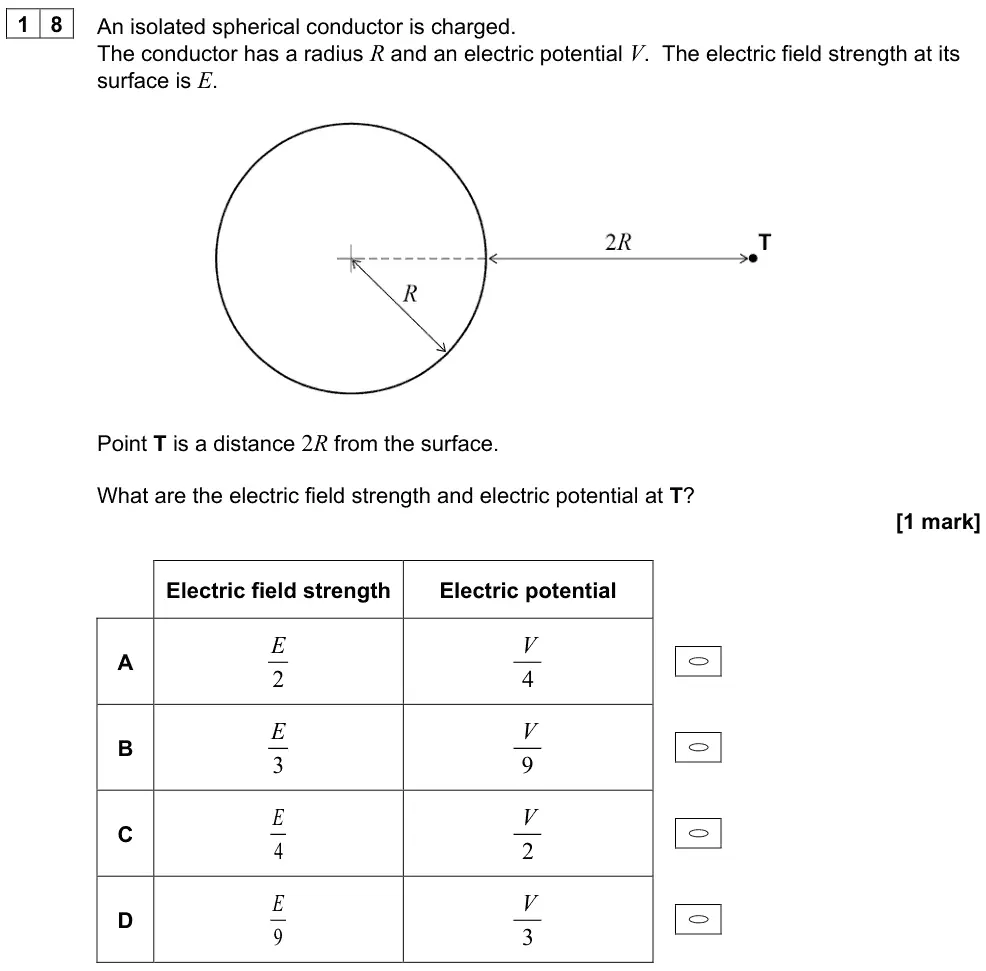 1 8 An isolated spherical conductor is charged.
The conductor has a radius R and an electric potential V. The electric field strength at its
surface is E.
2R
T
R
Point T is a distance 2R from the surface.
What are the electric field strength and electric potential at T?
[1 mark]
Electric field strength Electric potential
A E/2 V/4
B E/3 V/9
C E/4 V/2
D E/9 V/3